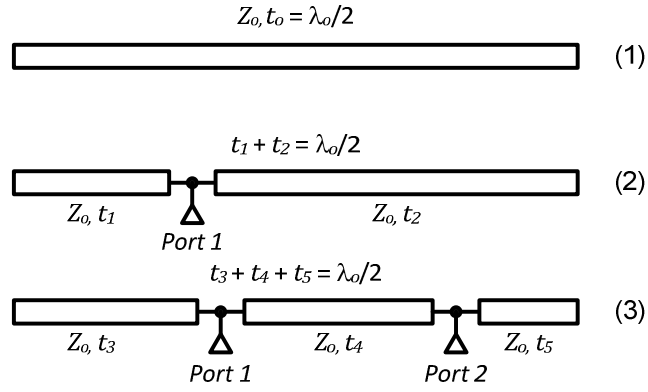 Zₒ, tₒ = λₒ/2
(1)
t₁ + t₂ = λₒ/2
(2)
Zₒ, t₁
Zₒ, t₂
Port 1
t₃ + t₄ + t₅ = λₒ/2
(3)
Zₒ, t₃
Zₒ, t₄
Zₒ, t₅
Port 1
Port 2